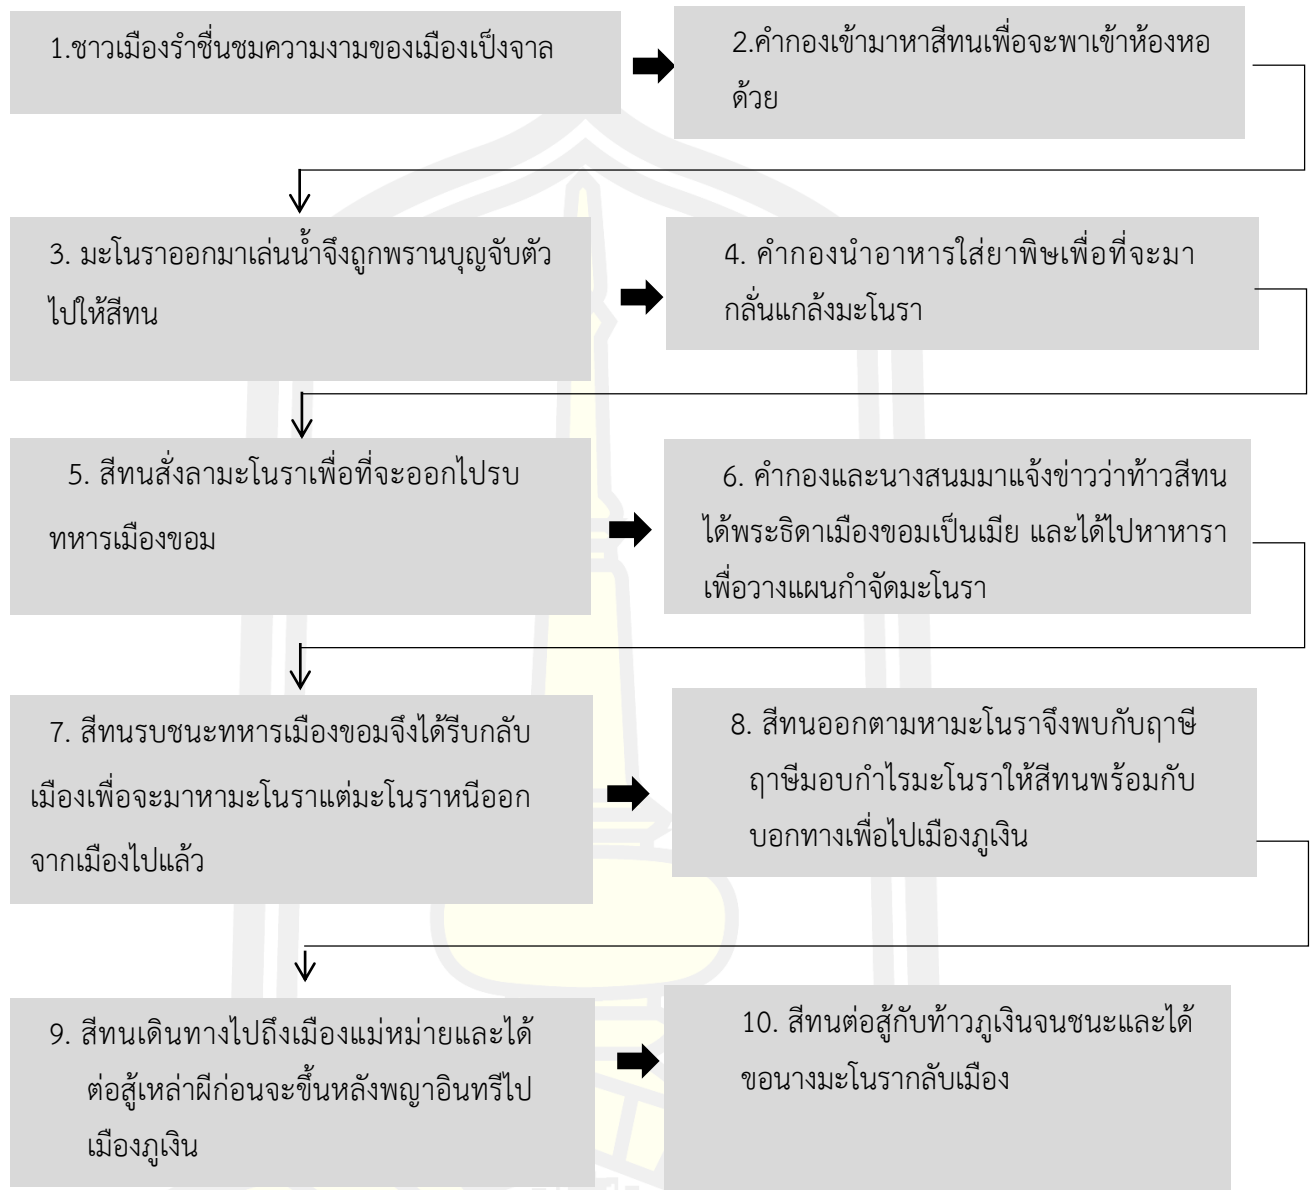 1.ชาวเมืองรำชื่นชมความงามของเมืองเป็งจาล
2.คำกองเข้ามาหาสีทนเพื่อจะพาเข้าห้องหอ
ด้วย
3. มะโนราออกมาเล่นน้ำจึงถูกพรานบุญจับตัว
ไปให้สีทน
4. คำกองนำอาหารใส่ยาพิษเพื่อที่จะมา
กลั่นแกล้งมะโนรา
5. สีทนสั่งลามะโนราเพื่อที่จะออกไปรบ
ทหารเมืองขอม
6. คำกองและนางสนมมาแจ้งข่าวว่าท้าวสีทน
ได้พระธิดาเมืองขอมเป็นเมีย และได้ไปหาหารา
เพื่อวางแผนกำจัดมะโนรา
7. สีทนรบชนะทหารเมืองขอมจึงได้รีบกลับ
เมืองเพื่อจะมาหามะโนราแต่มะโนราหนีออก
จากเมืองไปแล้ว
8. สีทนออกตามหามะโนราจึงพบกับฤาษี
ฤาษีมอบกำไรมะโนราให้สีทนพร้อมกับ
บอกทางเพื่อไปเมืองภูเงิน
9. สีทนเดินทางไปถึงเมืองแม่หม่ายและได้
ต่อสู้เหล่าผีก่อนจะขึ้นหลังพญาอินทรีไป
เมืองภูเงิน
10. สีทนต่อสู้กับท้าวภูเงินจนชนะและได้
ขอนางมะโนรากลับเมือง